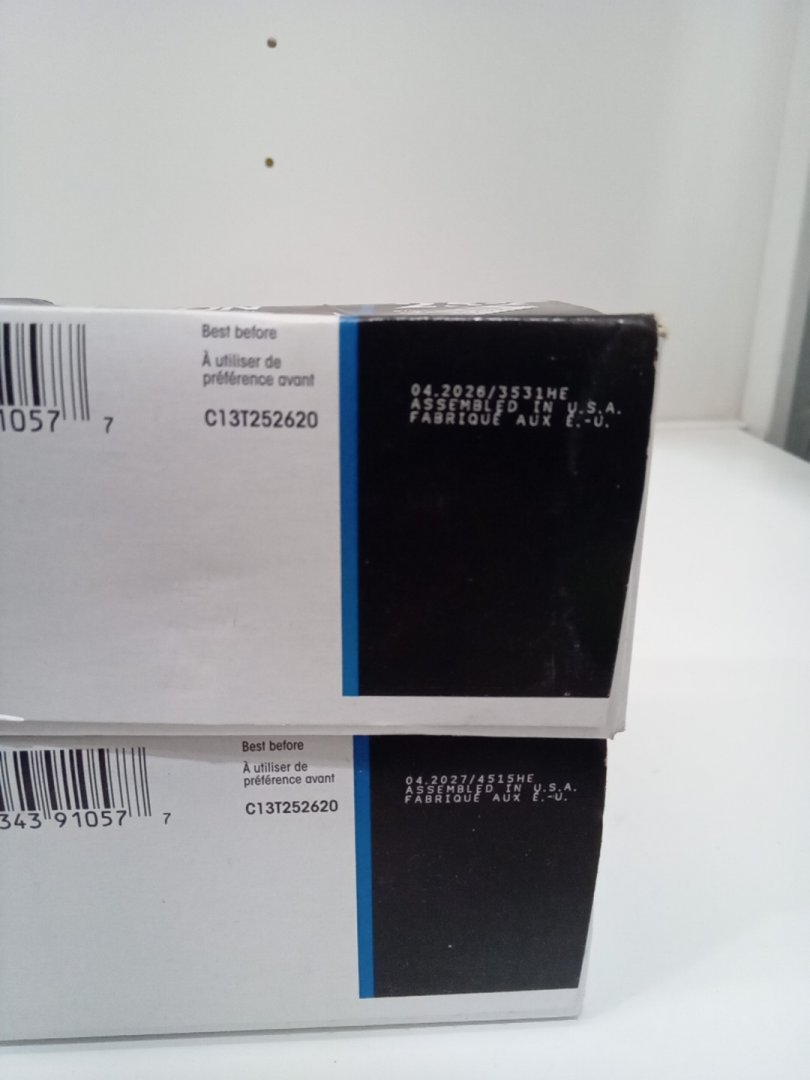 Best before
À utiliser de
préférence avant
C13T252620
1057 7
04.2026/3531HE
ASSEMBLED IN U.S.A.
FABRIQUÉ AUX É.-U.
Best before
À utiliser de
préférence avant
C13T252620
343 91057 7
04.2027/4515HE
ASSEMBLED IN U.S.A.
FABRIQUÉ AUX É.-U.